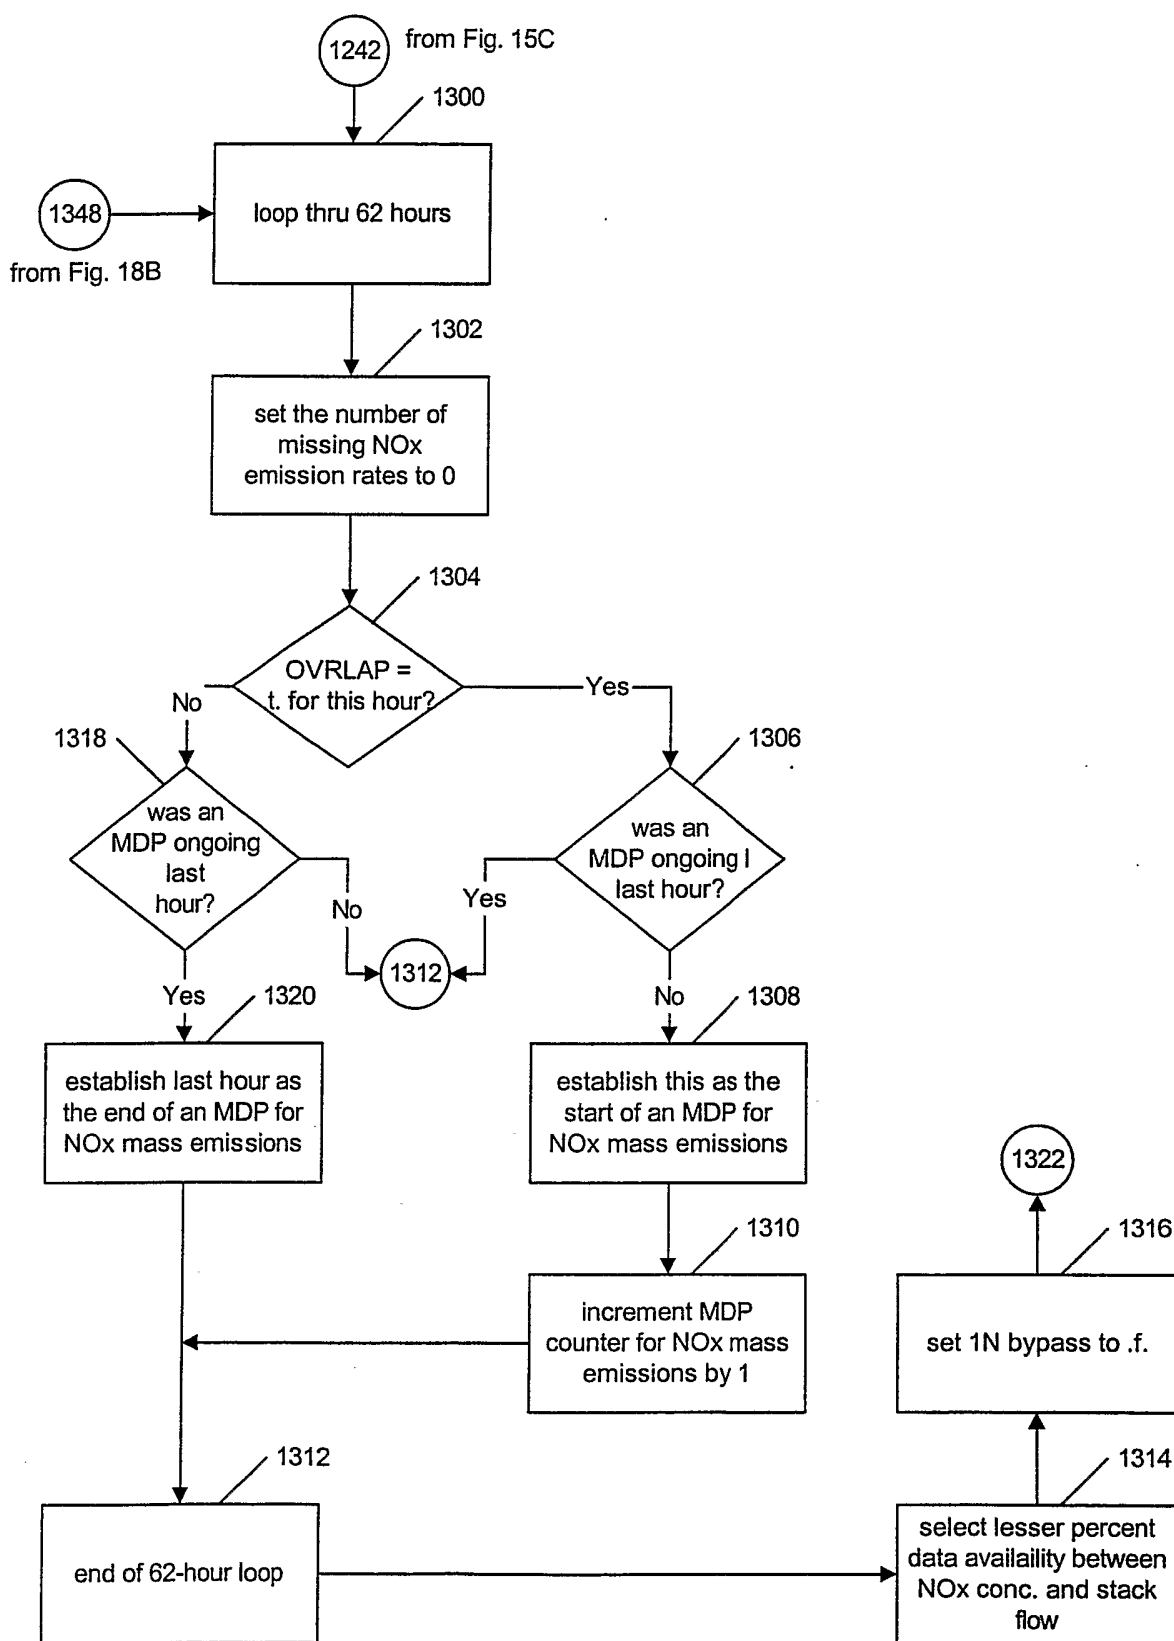 1242
from Fig. 15C
1300
loop thru 62 hours
1348
from Fig. 18B
1302
set the number of
missing NOx
emission rates to 0
1304
OVRLAP =
t. for this hour?
No
Yes
1318
was an
MDP ongoing
last
hour?
1306
was an
MDP ongoing l
last hour?
No
Yes
1312
Yes
No
1320
establish last hour as
the end of an MDP for
NOx mass emissions
1308
establish this as the
start of an MDP for
NOx mass emissions
1322
1310
increment MDP
counter for NOx mass
emissions by 1
1316
set 1N bypass to .f.
1312
end of 62-hour loop
1314
select lesser percent
data availaility between
NOx conc. and stack
flow